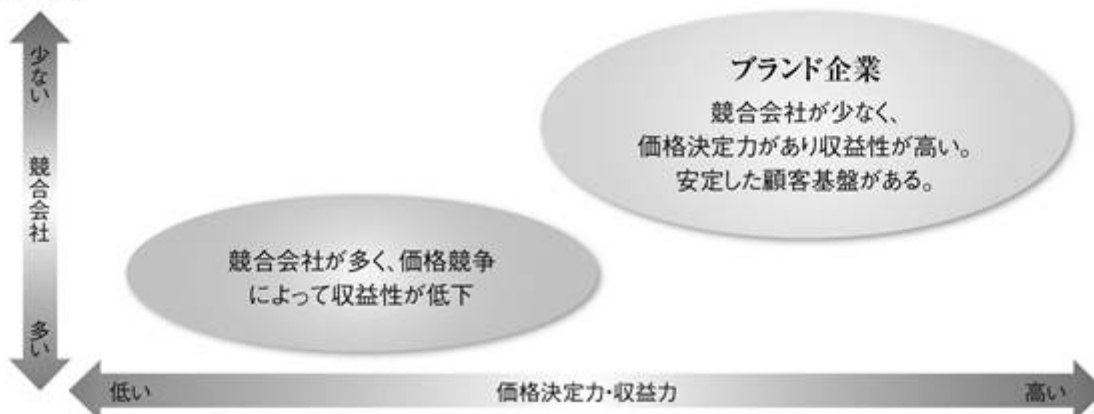 少ない
競合会社
多い
ブランド企業
競合会社が少なく、
価格決定力があり収益性が高い。
安定した顧客基盤がある。
競合会社が多く、価格競争
によって収益性が低下
低い
価格決定力・収益力
高い